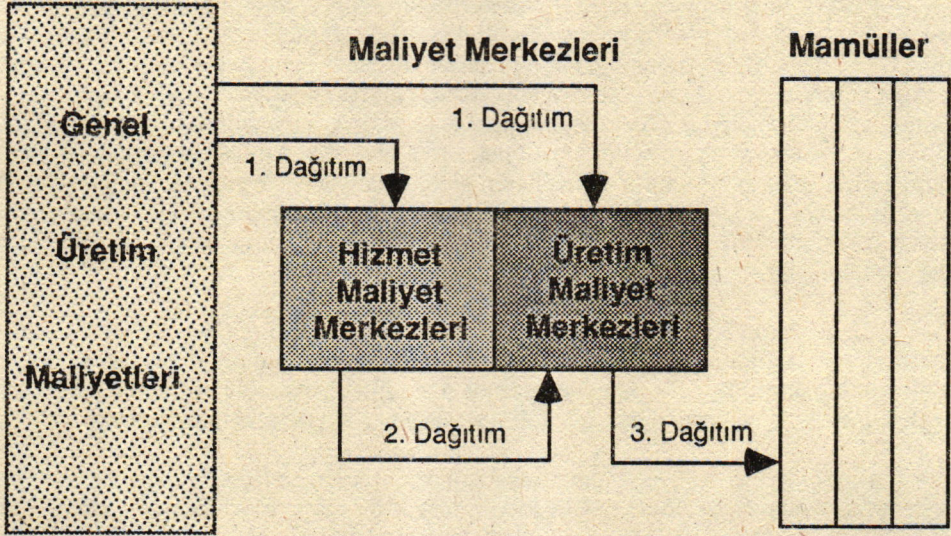 Genel
Üretim
Maliyetleri
Maliyet Merkezleri
Mamüller
1. Dağıtım
1. Dağıtım
Hizmet
Maliyet
Merkezleri
Üretim
Maliyet
Merkezleri
2. Dağıtım
3. Dağıtım